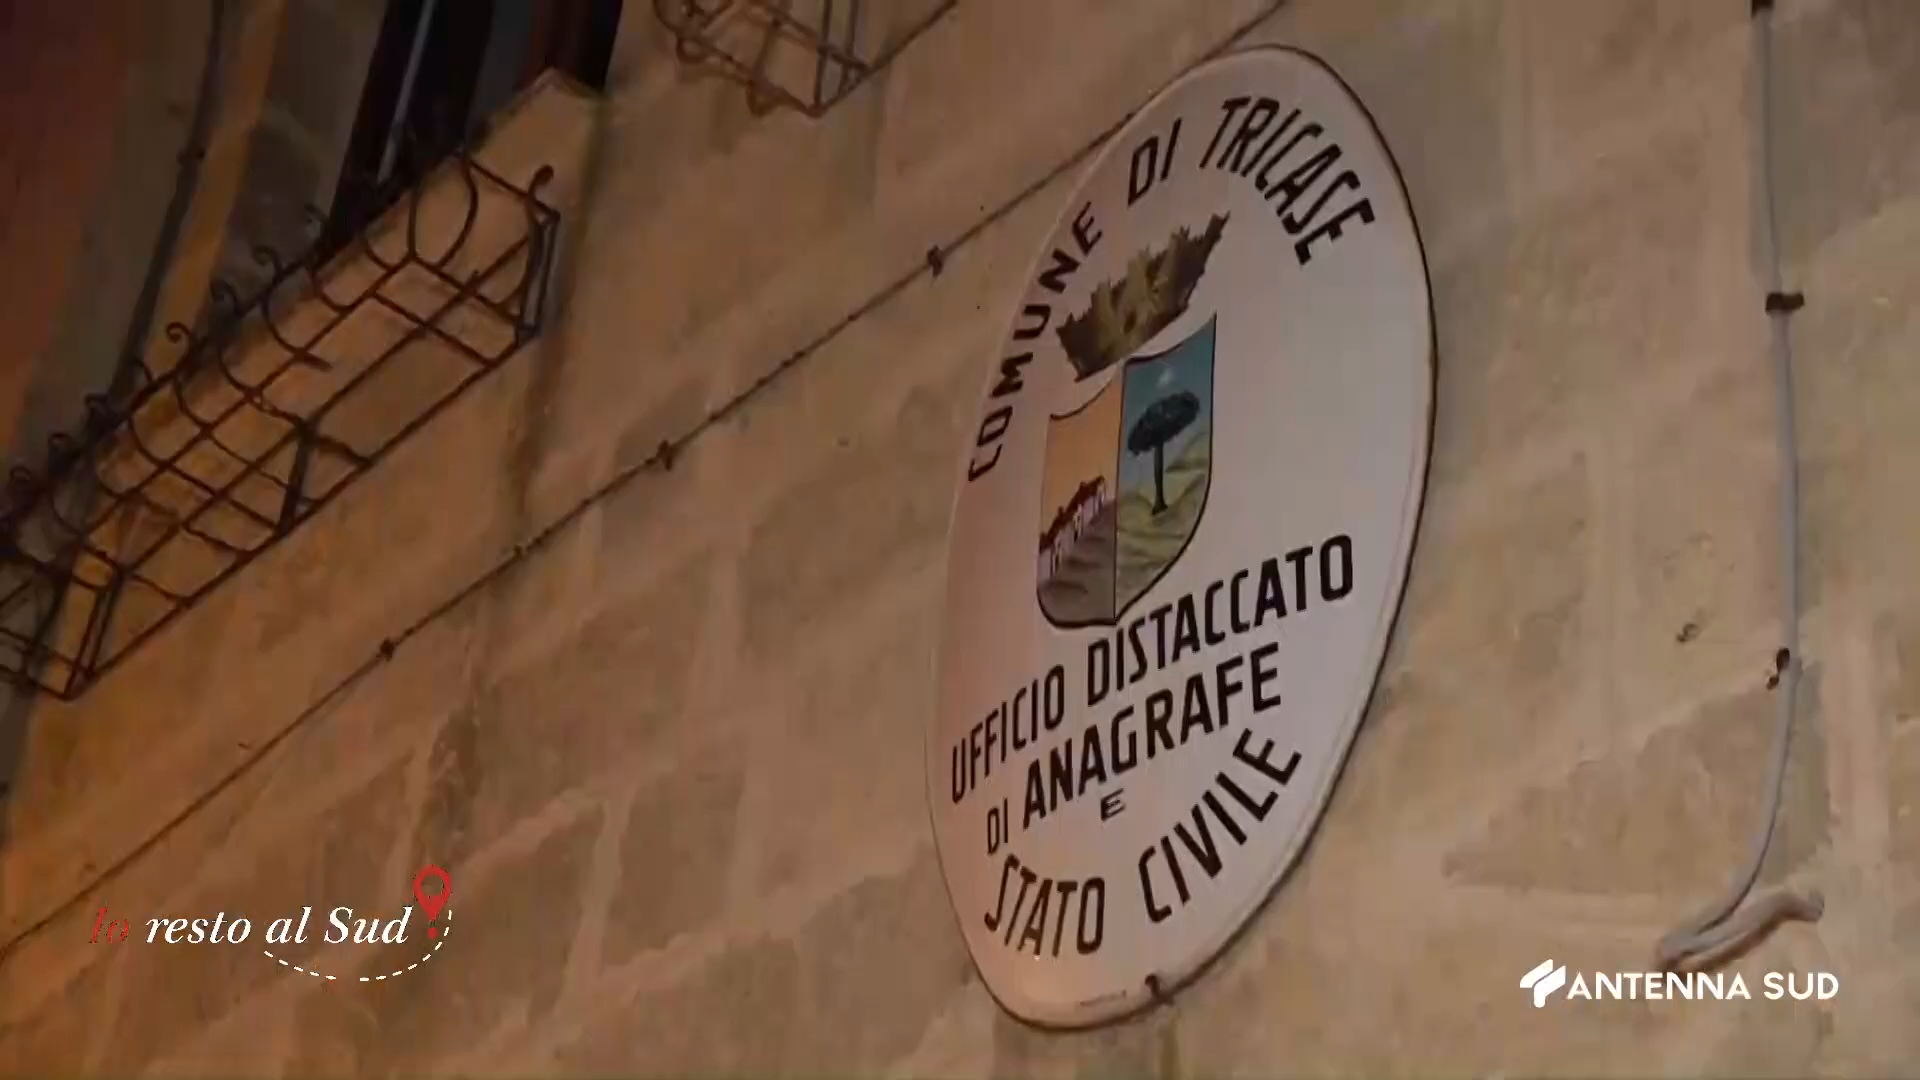 COMUNE DI TRICASE
UFFICIO DISTACCATO
DI ANAGRAFE
E
STATO CIVILE
Io resto al Sud
ANTENNA SUD